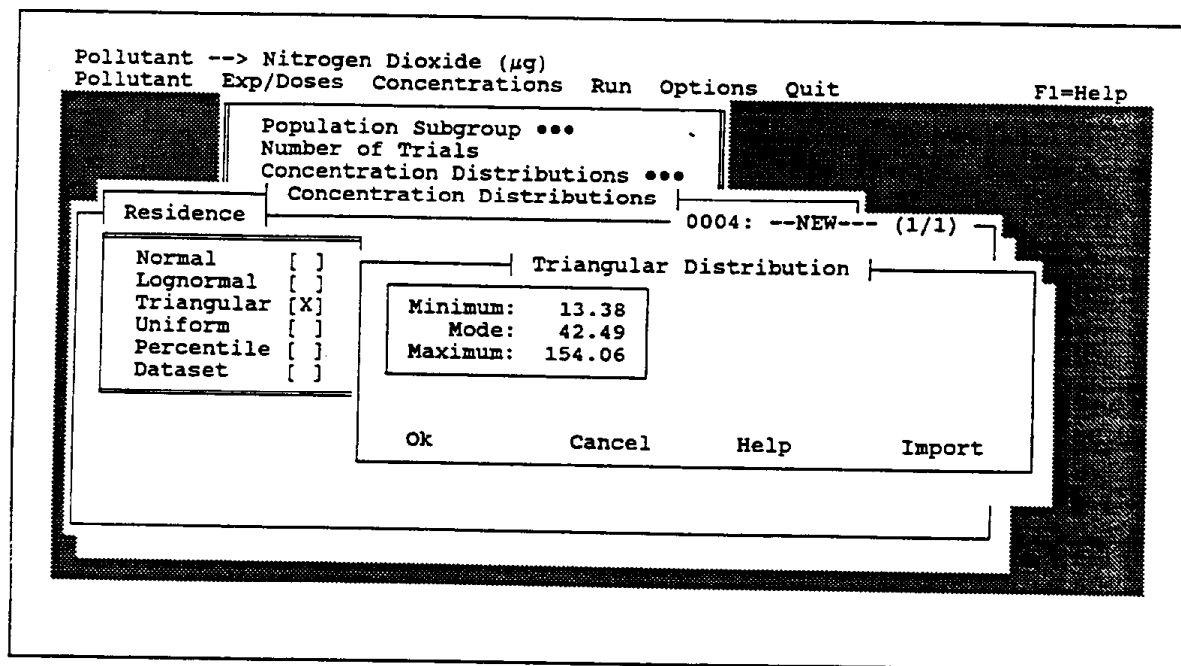 Pollutant --> Nitrogen Dioxide (µg)
Pollutant Exp/Doses Concentrations Run Options Quit F1=Help
Population Subgroup •••
Number of Trials
Concentration Distributions •••
Concentration Distributions
Residence 0004: --NEW--- (1/1)
Normal [ ]
Lognormal [ ]
Triangular [X]
Uniform [ ]
Percentile [ ]
Dataset [ ]
Triangular Distribution
Minimum: 13.38
Mode: 42.49
Maximum: 154.06
Ok Cancel Help Import